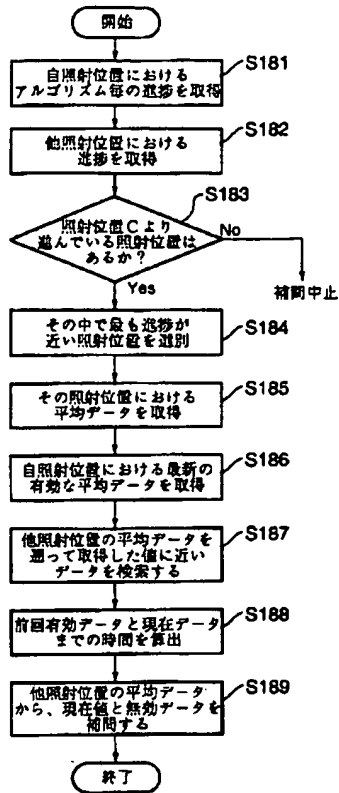 開始
自照射位置における
アルゴリズム毎の進捗を取得
S181
他照射位置における
進捗を取得
S182
照射位置Cより
進んでいる照射位置は
あるか？
S183
No
補間中止
Yes
その中で最も進捗が
近い照射位置を選別
S184
その照射位置における
平均データを取得
S185
自照射位置における最新の
有効な平均データを取得
S186
他照射位置の平均データを
遡って取得した値に近い
データを検索する
S187
前回有効データと現在データ
までの時間を算出
S188
他照射位置の平均データ
から、現在値と無効データを
補間する
S189
終了